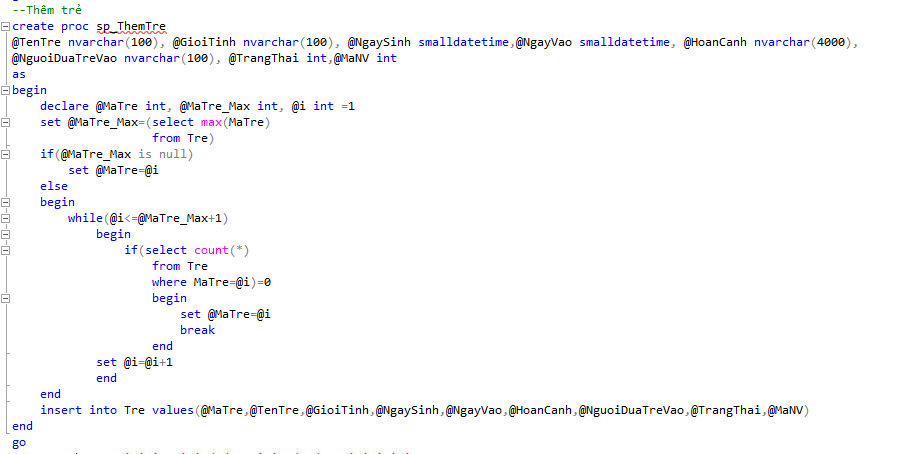 --Thêm trẻ
create proc sp_ThemTre
@TenTre nvarchar(100), @GioiTinh nvarchar(100), @NgaySinh smalldatetime,@NgayVao smalldatetime, @HoanCanh nvarchar(4000),
@NguoiDuaTreVao nvarchar(100), @TrangThai int,@MaNV int
as
begin
    declare @MaTre int, @MaTre_Max int, @i int =1
    set @MaTre_Max=(select max(MaTre)
                    from Tre)
    if(@MaTre_Max is null)
        set @MaTre=@i
    else
    begin
        while(@i<=@MaTre_Max+1)
            begin
                if(select count(*)
                    from Tre
                    where MaTre=@i)=0
                    begin
                        set @MaTre=@i
                        break
                    end
            set @i=@i+1
            end
    end
    insert into Tre values(@MaTre,@TenTre,@GioiTinh,@NgaySinh,@NgayVao,@HoanCanh,@NguoiDuaTreVao,@TrangThai,@MaNV)
end
go